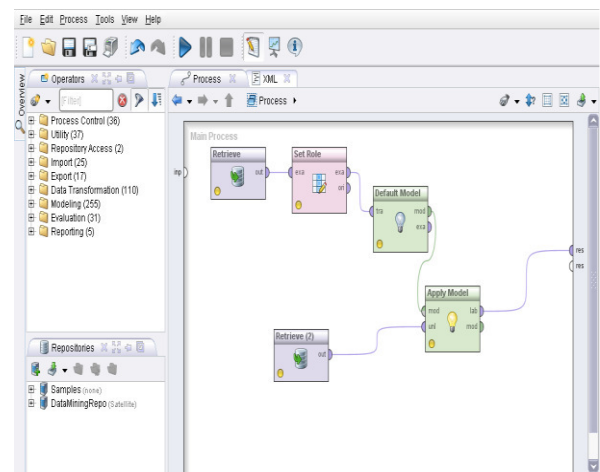 File Edit Process Tools View Help
Overview
Operators
[Filter]
Process Control (36)
Utility (37)
Repository Access (2)
Import (25)
Export (17)
Data Transformation (110)
Modeling (255)
Evaluation (31)
Reporting (5)
Repositories
Samples (none)
DataMiningRepo (Satellite)
Process XML
Process
Main Process
inp
Retrieve
out
Set Role
exa exa
ori
Default Model
tra mod
exa
Apply Model
mod lab
unl mod
Retrieve (2)
out
res
res